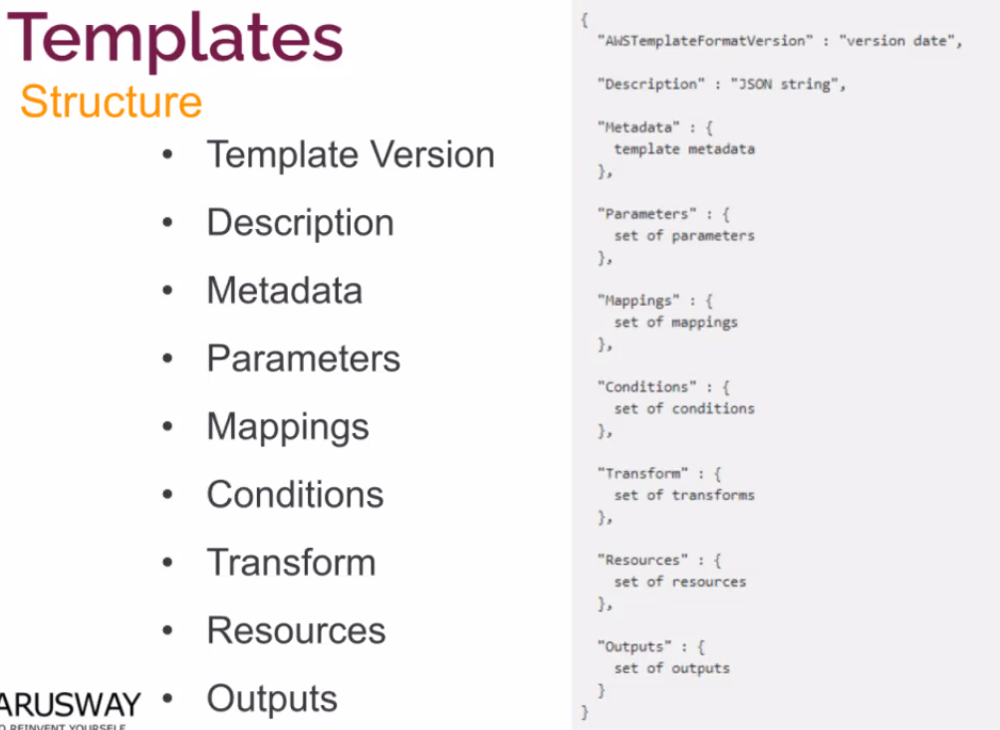 Templates
Structure
• Template Version
• Description
• Metadata
• Parameters
• Mappings
• Conditions
• Transform
• Resources
• Outputs
ARUSWAY
O REINVENT YOURSELF
{
"AWSTemplateFormatVersion" : "version date",
"Description" : "JSON string",
"Metadata" : {
template metadata
},
"Parameters" : {
set of parameters
},
"Mappings" : {
set of mappings
},
"Conditions" : {
set of conditions
},
"Transform" : {
set of transforms
},
"Resources" : {
set of resources
},
"Outputs" : {
set of outputs
}
}